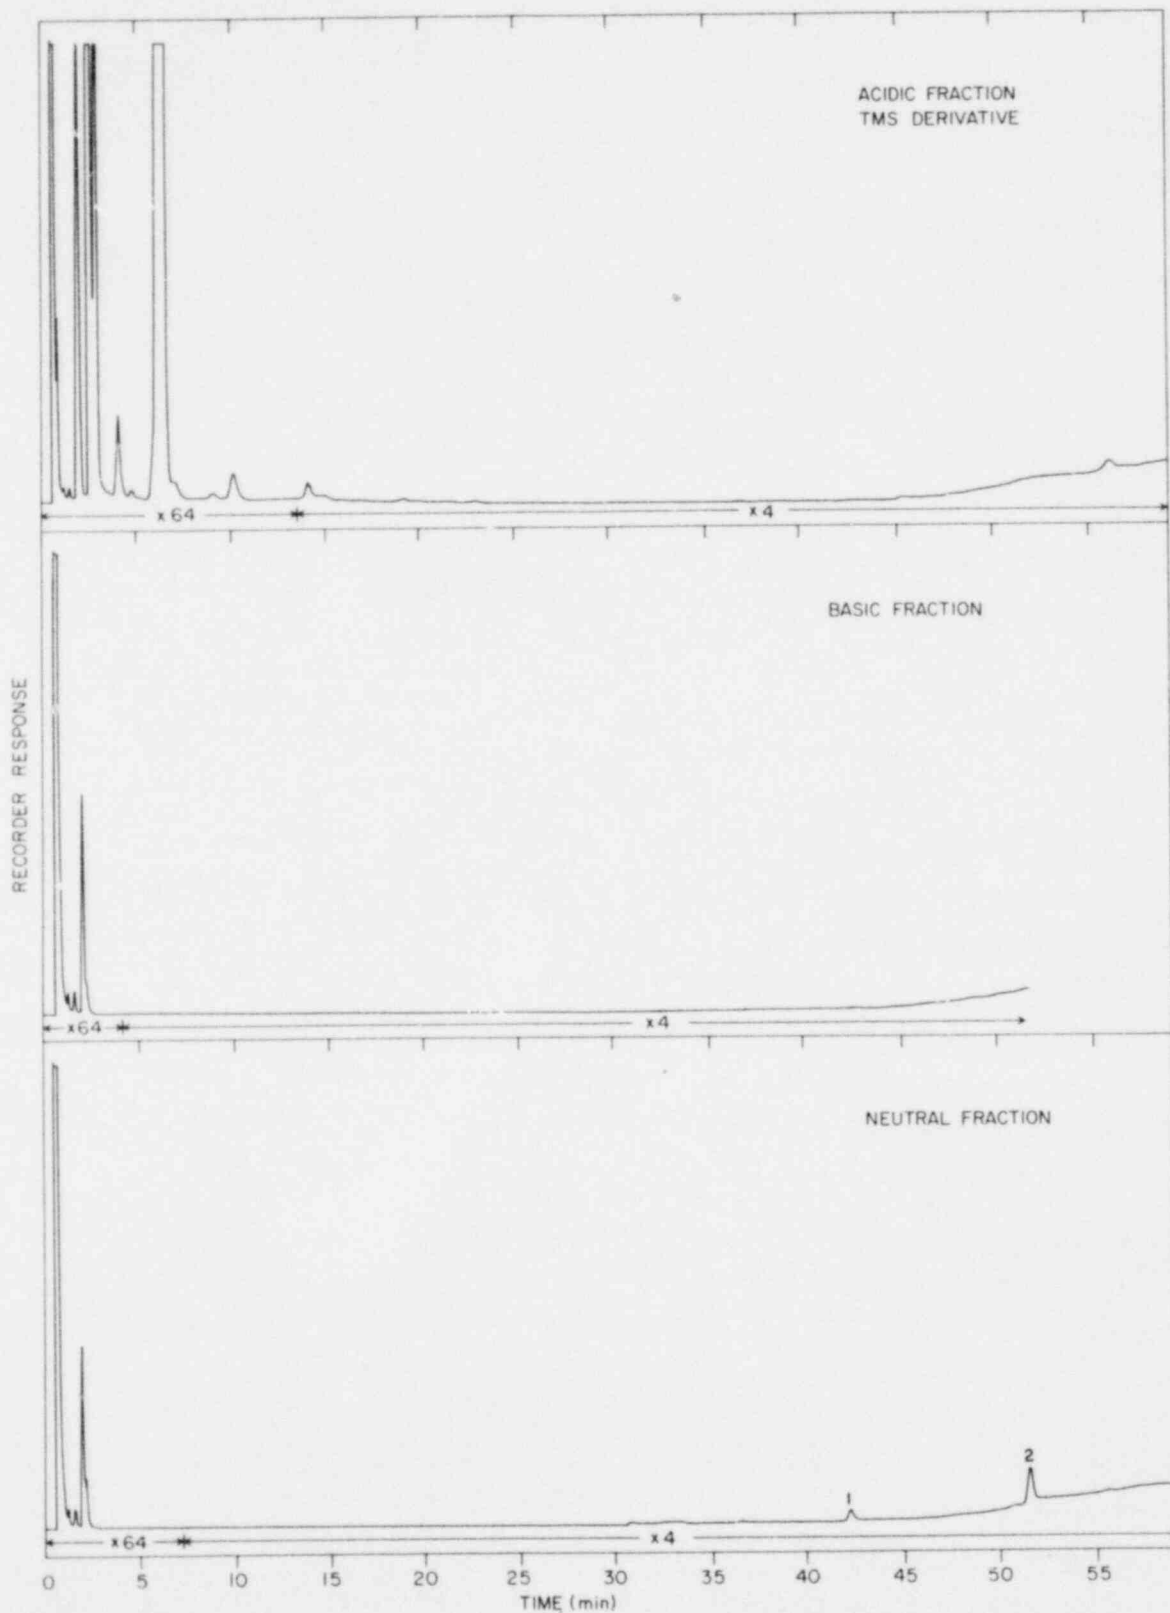 ACIDIC FRACTION
TMS DERIVATIVE
x 64
x 4
BASIC FRACTION
RECORDER RESPONSE
x 64
x 4
NEUTRAL FRACTION
1
2
x 64
x 4
0 5 10 15 20 25 30 35 40 45 50 55
TIME (min)